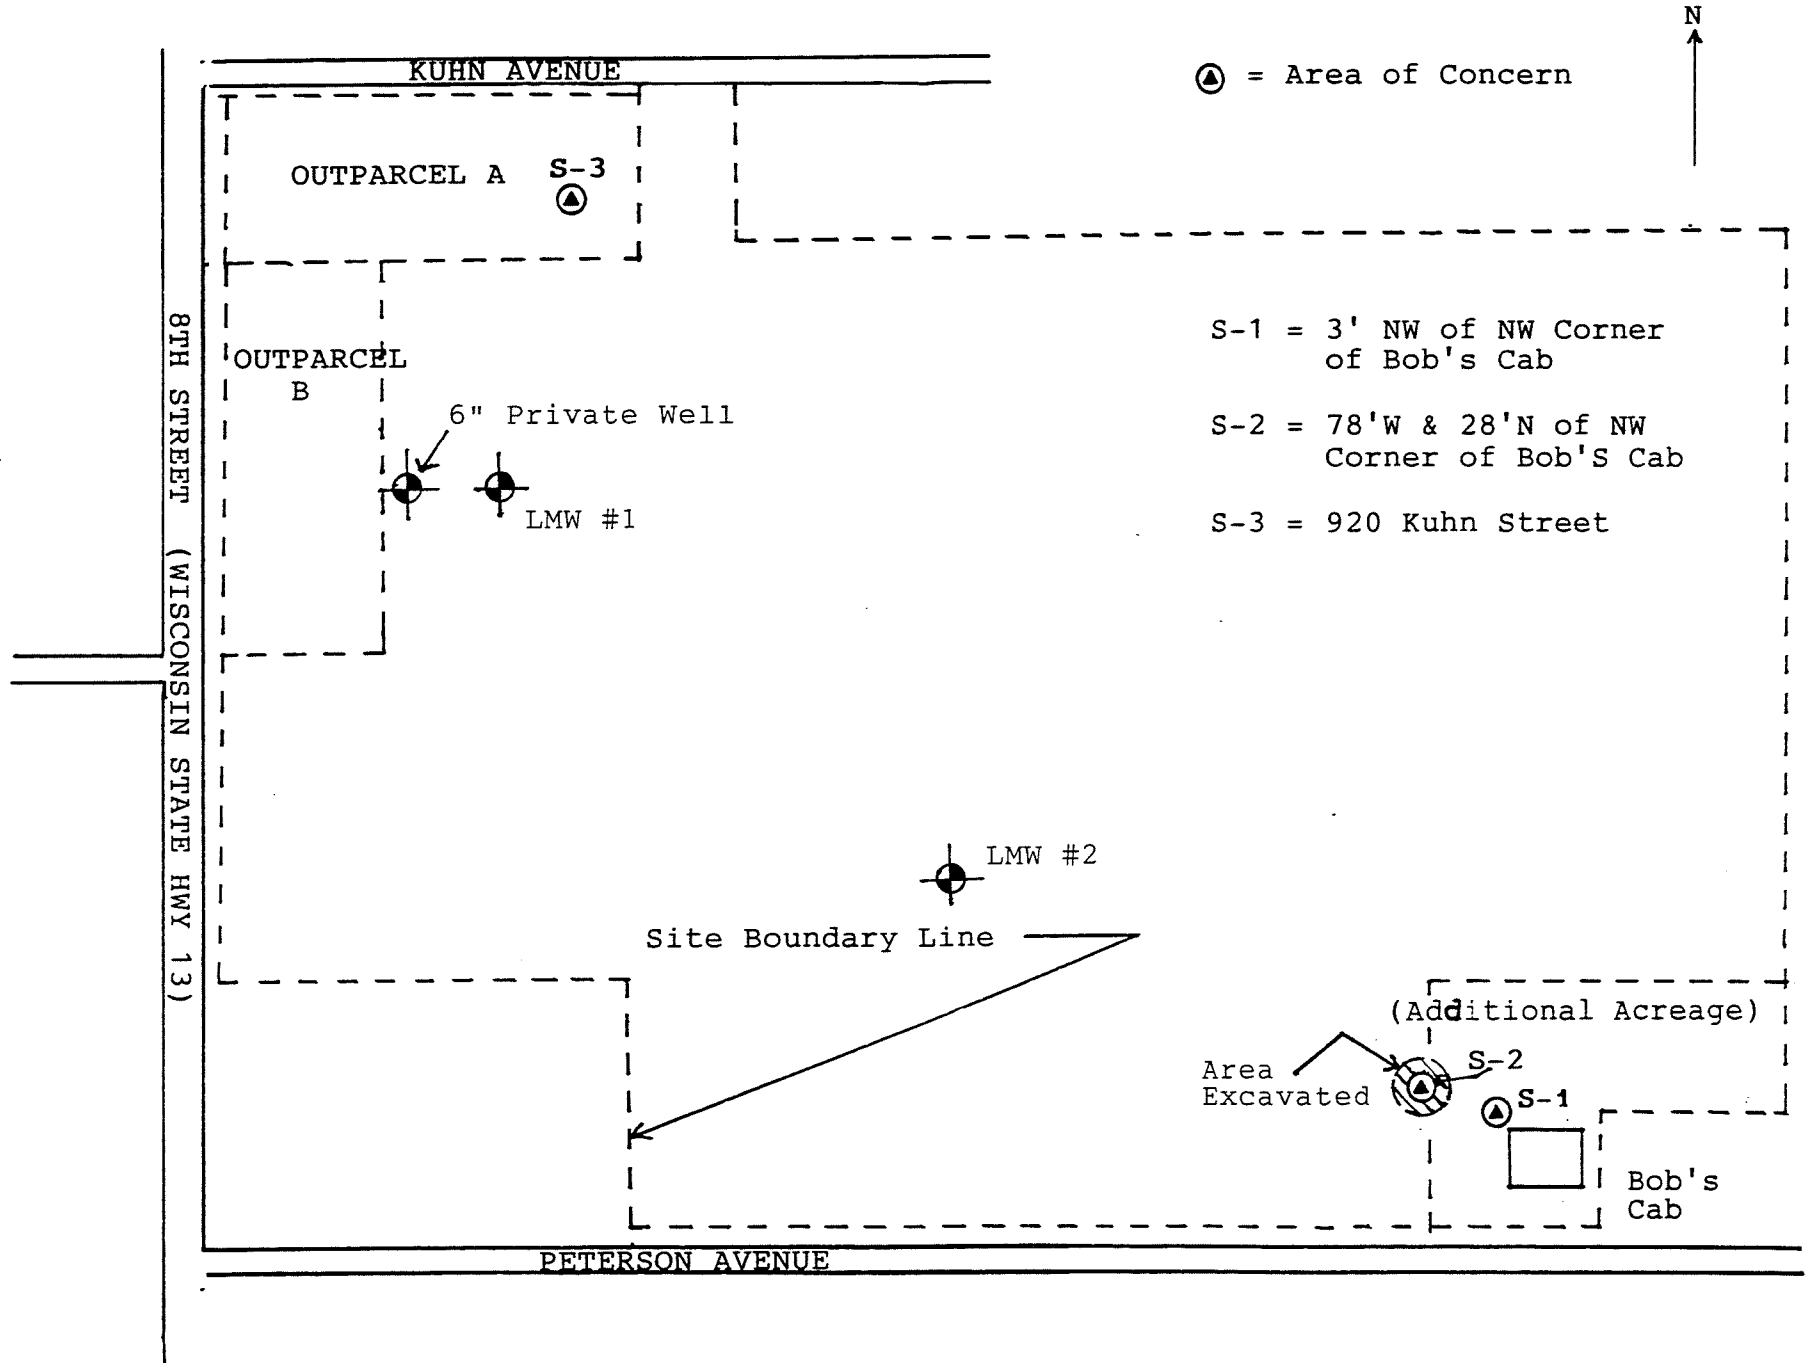 N
KUHN AVENUE
= Area of Concern
OUTPARCEL A
S-3
8TH STREET (WISCONSIN STATE HWY 13)
OUTPARCEL
B
6" Private Well
LMW #1
S-1 = 3' NW of NW Corner
of Bob's Cab
S-2 = 78'W & 28'N of NW
Corner of Bob'S Cab
S-3 = 920 Kuhn Street
LMW #2
Site Boundary Line
(Additional Acreage)
Area
Excavated
S-2
S-1
Bob's
Cab
PETERSON AVENUE